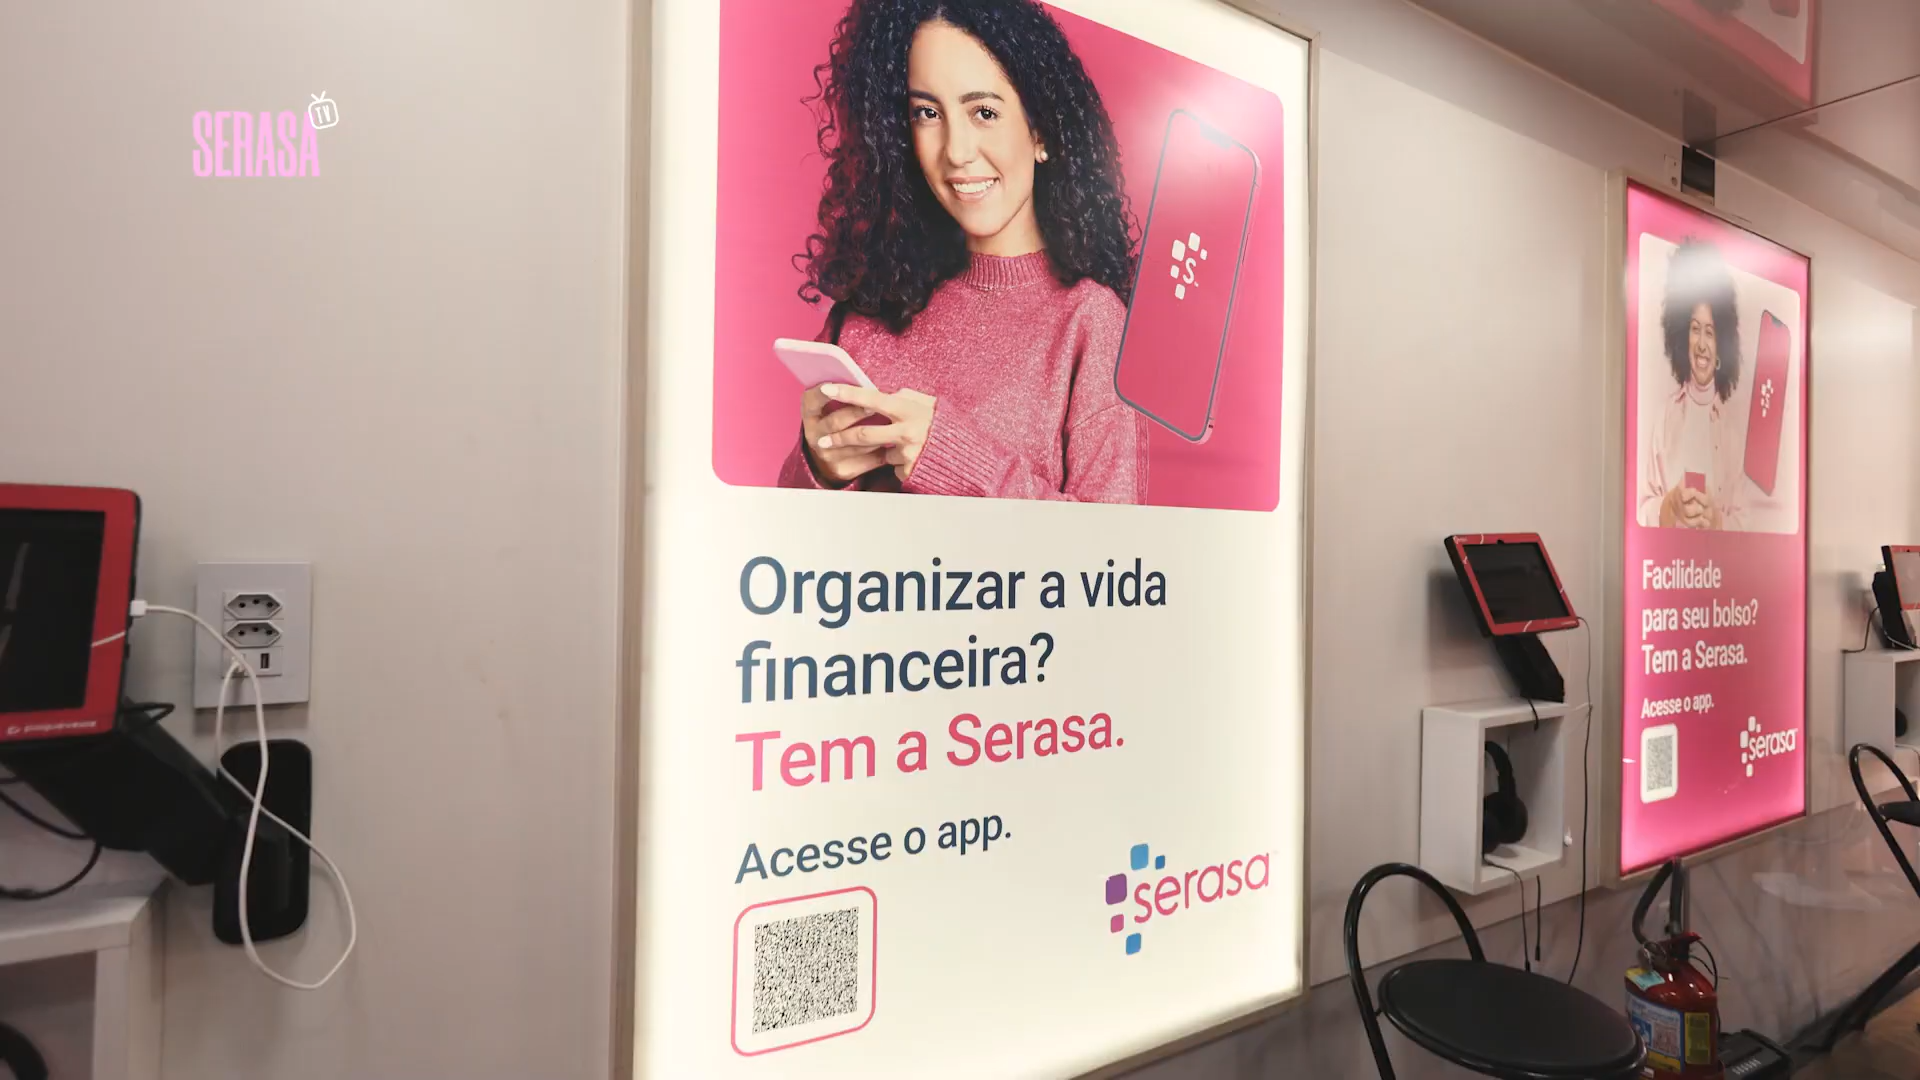 SERASA TV
Organizar a vida
financeira?
Tem a Serasa.
Acesse o app.
serasa
Facilidade
para seu bolso?
Tem a Serasa.
Acesse o app.
serasa